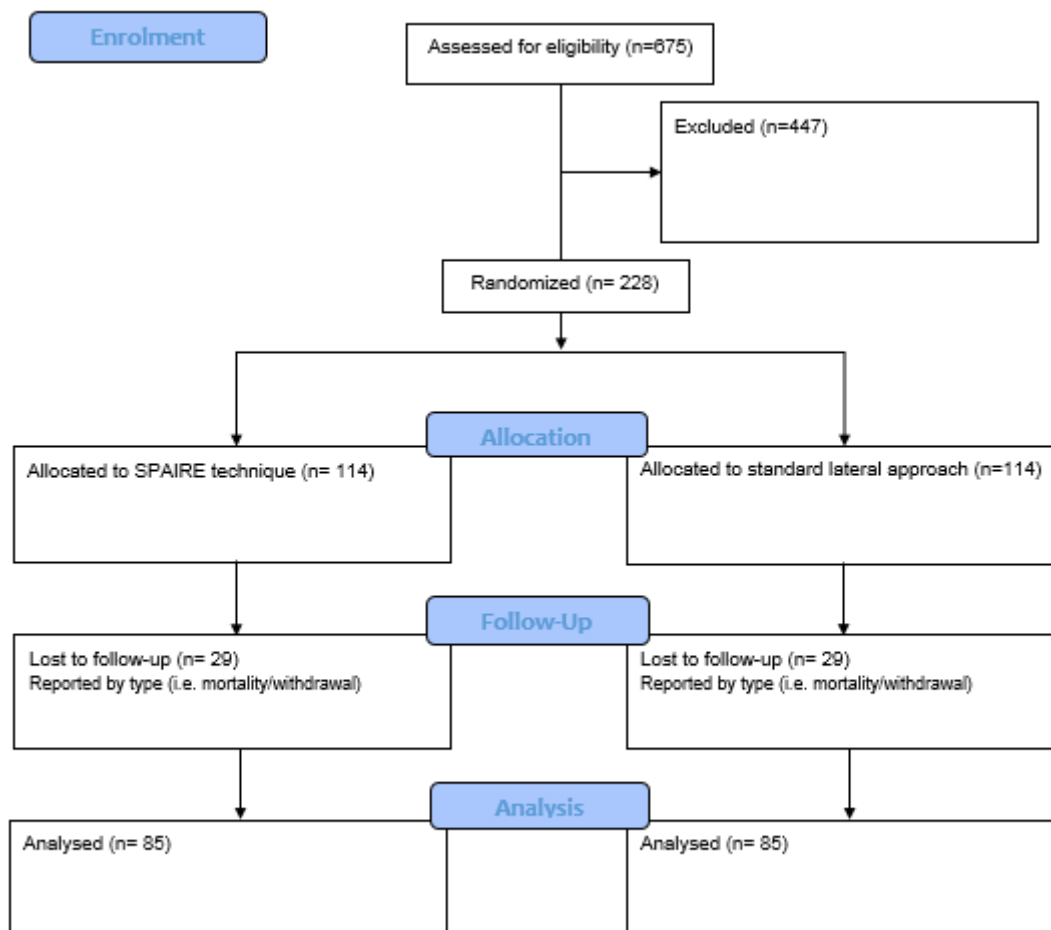 Enrolment
Assessed for eligibility (n=675)
Excluded (n=447)
Randomized (n= 228)
Allocation
Allocated to SPAIRE technique (n= 114)
Allocated to standard lateral approach (n=114)
Follow-Up
Lost to follow-up (n= 29)
Reported by type (i.e. mortality/withdrawal)
Lost to follow-up (n= 29)
Reported by type (i.e. mortality/withdrawal)
Analysis
Analysed (n= 85)
Analysed (n= 85)